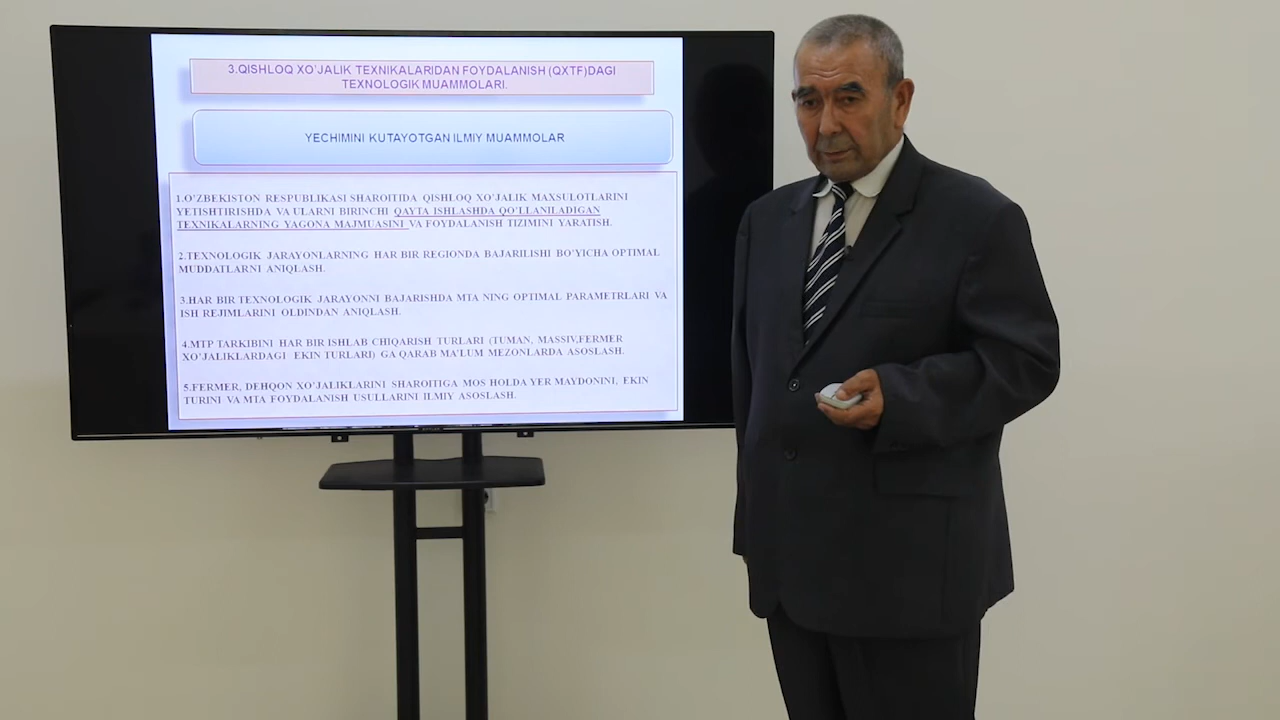 3.QISHLOQ XO'JALIK TEXNIKALARIDAN FOYDALANISH (QXTF)DAGI
TEXNOLOGIK MUAMMOLARI.
YECHIMINI KUTAYOTGAN ILMIY MUAMMOLAR
1.O'ZBEKISTON RESPUBLIKASI SHAROITIDA QISHLOQ XO'JALIK MAXSULOTLARINI
YETISHTIRISHDA VA ULARNI BIRINCHI QAYTA ISHLASHDA QO'LLANILADIGAN
TEXNIKALARNING YAGONA MAJMUASINI VA FOYDALANISH TIZIMINI YARATISH.
2.TEXNOLOGIK JARAYONLARNING HAR BIR REGIONDA BAJARILISHI BO'YICHA OPTIMAL
MUDDATLARNI ANIQLASH.
3.HAR BIR TEXNOLOGIK JARAYONNI BAJARISHDA MTA NING OPTIMAL PARAMETRLARI VA
ISH REJIMLARINI OLDINDAN ANIQLASH.
4.MTP TARKIBINI HAR BIR ISHLAB CHIQARISH TURLARI (TUMAN, MASSIV,FERMER
XO'JALIKLARDAGI EKIN TURLARI) GA QARAB MA'LUM MEZONLARDA ASOSLASH.
5.FERMER, DEHQON XO'JALIKLARINI SHAROITIGA MOS HOLDA YER MAYDONINI, EKIN
TURINI VA MTA FOYDALANISH USULLARINI ILMIY ASOSLASH.